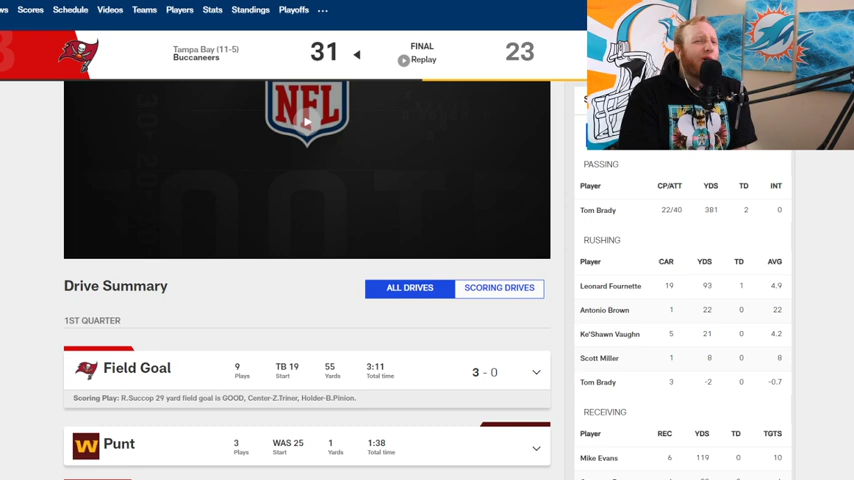 Scores Schedule Videos Teams Players Stats Standings Playoffs ...
Tampa Bay (11-5)
Buccaneers
31
FINAL
Replay
23
NFL
PASSING
Player CP/ATT YDS TD INT
Tom Brady 22/40 381 2 0
RUSHING
Player CAR YDS TD AVG
Leonard Fournette 19 93 1 4.9
Antonio Brown 1 22 0 22
Ke'Shawn Vaughn 5 21 0 4.2
Scott Miller 1 8 0 8
Tom Brady 3 -2 0 -0.7
RECEIVING
Player REC YDS TD TGTS
Mike Evans 6 119 0 10
Drive Summary
ALL DRIVES SCORING DRIVES
1ST QUARTER
Field Goal
9 TB 19 55 3:11
Plays Start Yards Total time
3 - 0
Scoring Play: R.Succop 29 yard field goal is GOOD, Center-Z.Triner, Holder-B.Pinion.
W Punt
3 WAS 25 1 1:38
Plays Start Yards Total time